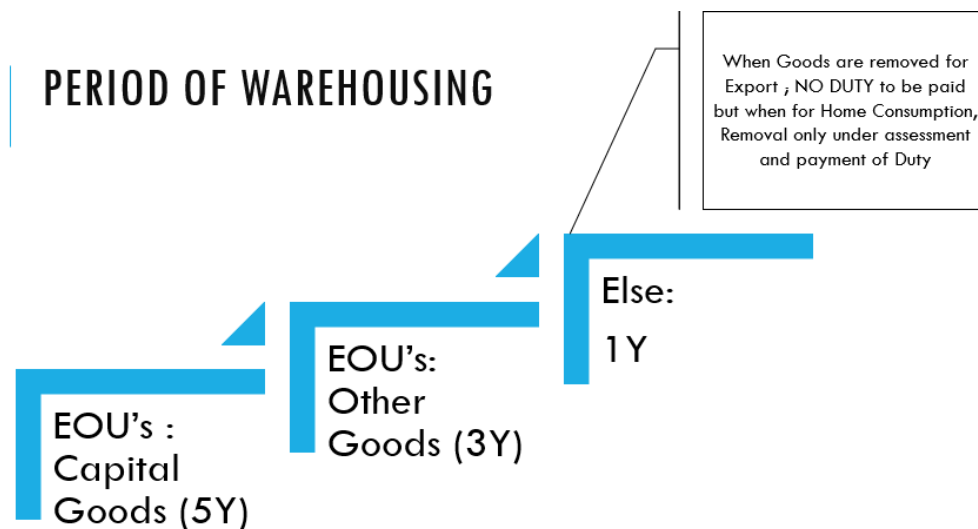 PERIOD OF WAREHOUSING
When Goods are removed for
Export ; NO DUTY to be paid
but when for Home Consumption,
Removal only under assessment
and payment of Duty
EOU's :
Capital
Goods (5Y)
EOU's:
Other
Goods (3Y)
Else:
1Y